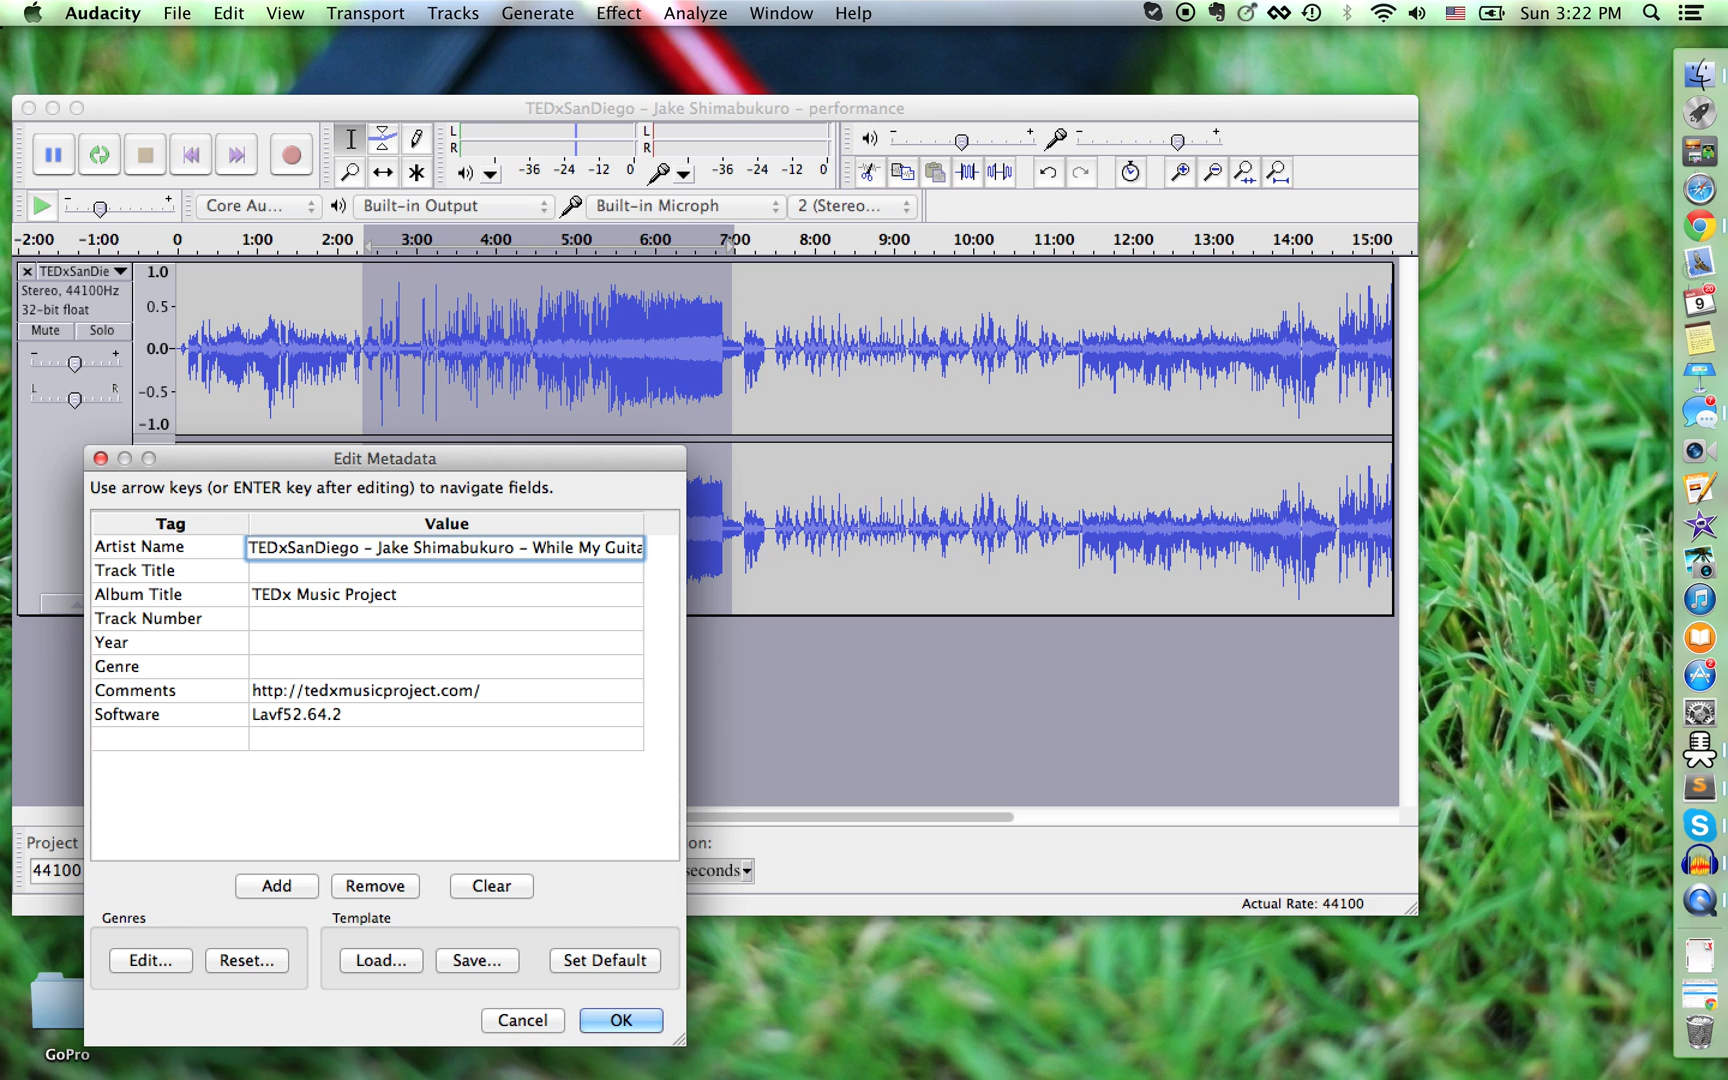 Audacity File Edit View Transport Tracks Generate Effect Analyze Window Help Sun 3:22 PM
TEDxSanDiego - Jake Shimabukuro - performance
L
R
-36 -24 -12 0
L
R
-36 -24 -12 0
Core Au... Built-in Output Built-in Microph 2 (Stereo...
-2:00 -1:00 0 1:00 2:00 3:00 4:00 5:00 6:00 7:00 8:00 9:00 10:00 11:00 12:00 13:00 14:00 15:00
TEDxSanDie
Stereo, 44100Hz
32-bit float
Mute Solo
- +
L R
1.0
0.5
0.0
-0.5
-1.0
Edit Metadata
Use arrow keys (or ENTER key after editing) to navigate fields.
Tag Value
Artist Name TEDxSanDiego - Jake Shimabukuro - While My Guita
Track Title
Album Title TEDx Music Project
Track Number
Year
Genre
Comments http://tedxmusicproject.com/
Software Lavf52.64.2
Add Remove Clear
Genres Template
Edit... Reset... Load... Save... Set Default
Cancel OK
Project
44100
on:
seconds
Actual Rate: 44100
GoPro
9
20
7
2
S